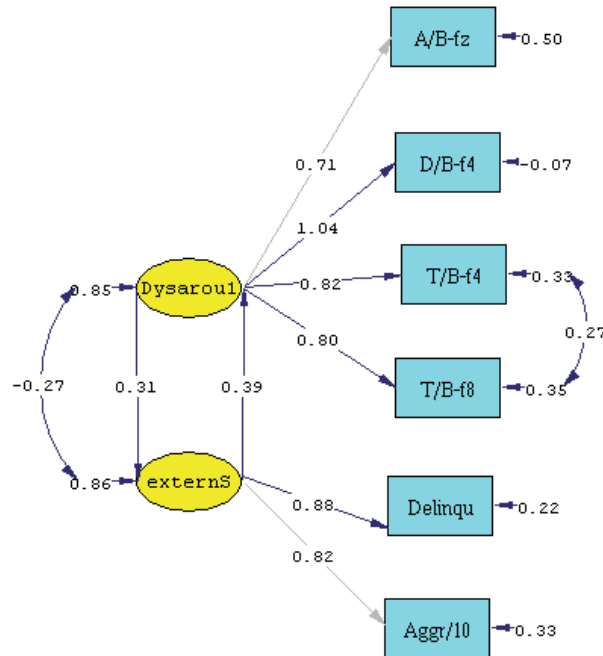 A/B-fz
0.50
0.71
D/B-f4
-0.07
1.04
T/B-f4
0.33
0.82
0.27
T/B-f8
0.35
0.80
0.85
Dysarou1
-0.27
0.31
0.39
0.86
externS
0.88
Delinqu
0.22
0.82
Aggr/10
0.33